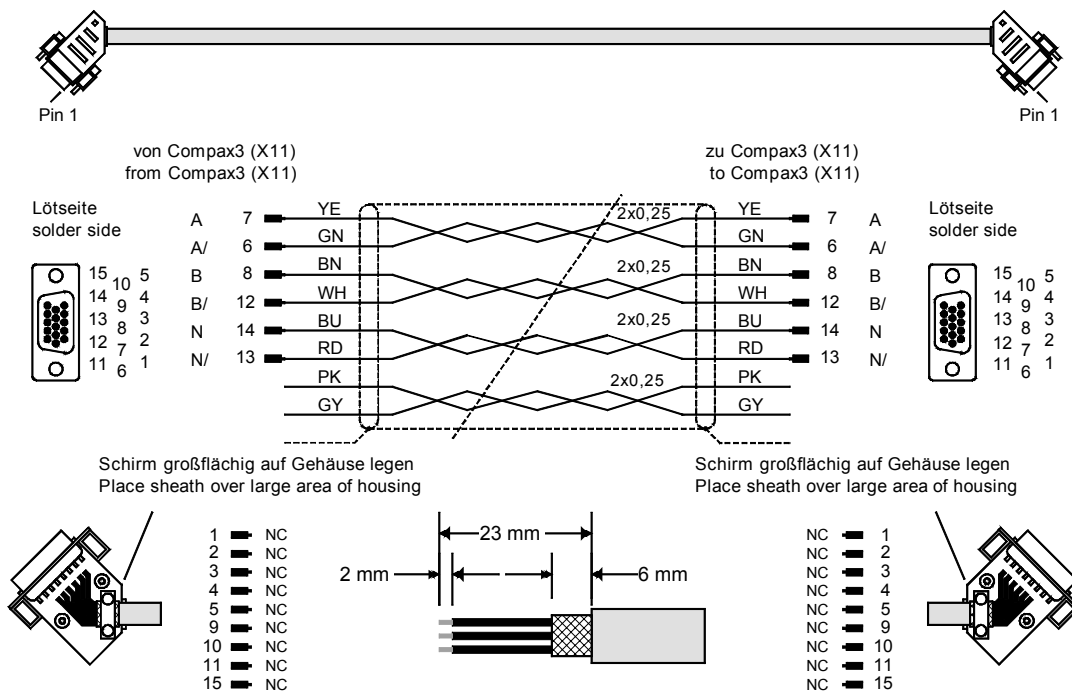 Pin 1
Pin 1
von Compax3 (X11)
from Compax3 (X11)
zu Compax3 (X11)
to Compax3 (X11)
Lötseite
solder side
Lötseite
solder side
A 7 YE 2x0,25 YE 7 A
A/ 6 GN GN 6 A/
B 8 BN 2x0,25 BN 8 B
B/ 12 WH WH 12 B/
N 14 BU 2x0,25 BU 14 N
N/ 13 RD RD 13 N/
PK 2x0,25 PK
GY GY
15 10 5
14 9 4
13 8 3
12 7 2
11 6 1
15 10 5
14 9 4
13 8 3
12 7 2
11 6 1
Schirm großflächig auf Gehäuse legen
Place sheath over large area of housing
Schirm großflächig auf Gehäuse legen
Place sheath over large area of housing
1 NC
2 NC
3 NC
4 NC
5 NC
9 NC
10 NC
11 NC
15 NC
23 mm
2 mm
6 mm
NC 1
NC 2
NC 3
NC 4
NC 5
NC 9
NC 10
NC 11
NC 15